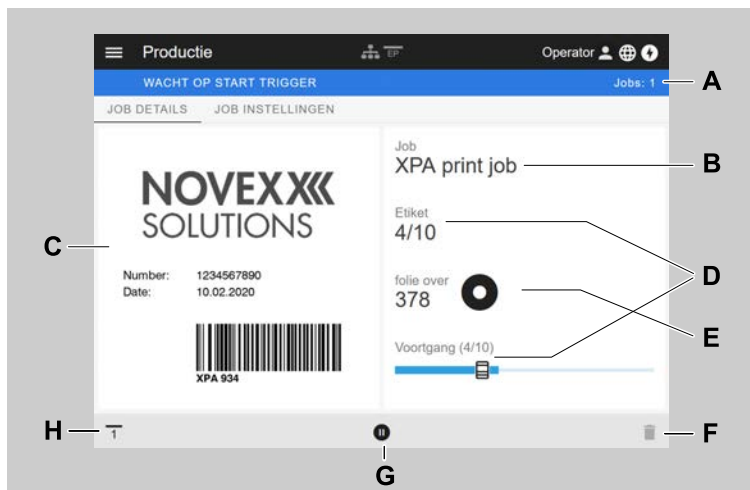 Productie
EP
Operator
WACHT OP START TRIGGER
Jobs: 1
A
JOB DETAILS
JOB INSTELLINGEN
Job
XPA print job
B
NOVEXX
SOLUTIONS
Etiket
4/10
C
D
Number: 1234567890
Date: 10.02.2020
folie over
378
E
Voortgang (4/10)
XPA 934
H
1
F
G